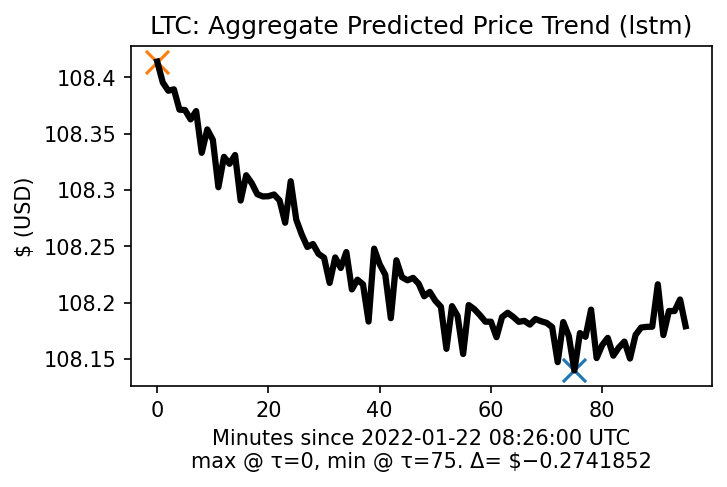 LTC: Aggregate Predicted Price Trend (lstm)
108.4
108.35
108.3
108.25
108.2
108.15
$ (USD)
0 20 40 60 80
Minutes since 2022-01-22 08:26:00 UTC
max @ τ=0, min @ τ=75. Δ= $−0.2741852